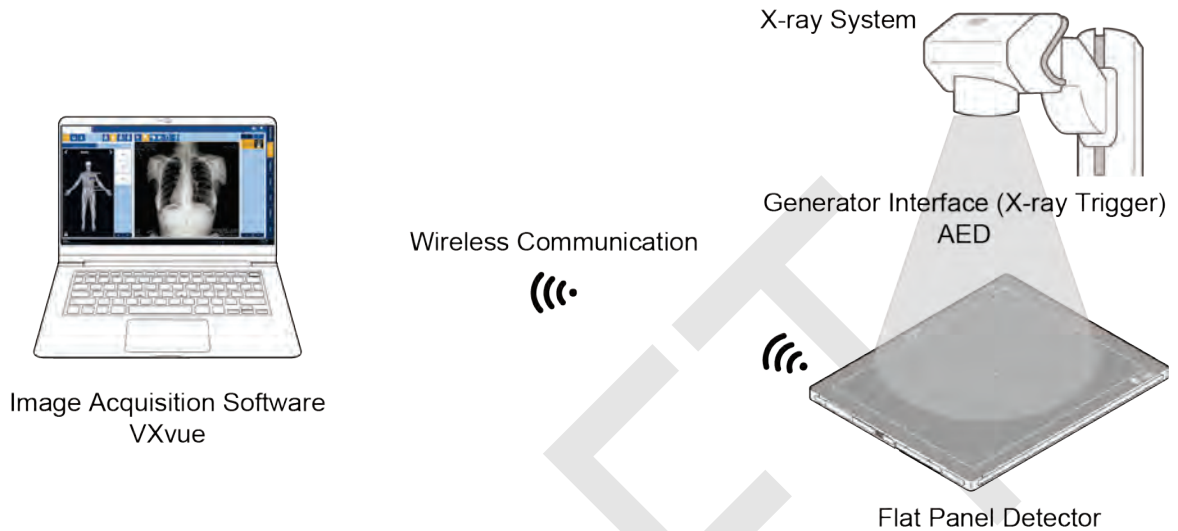 X-ray System
Generator Interface (X-ray Trigger)
AED
Wireless Communication
Image Acquisition Software
VXvue
Flat Panel Detector